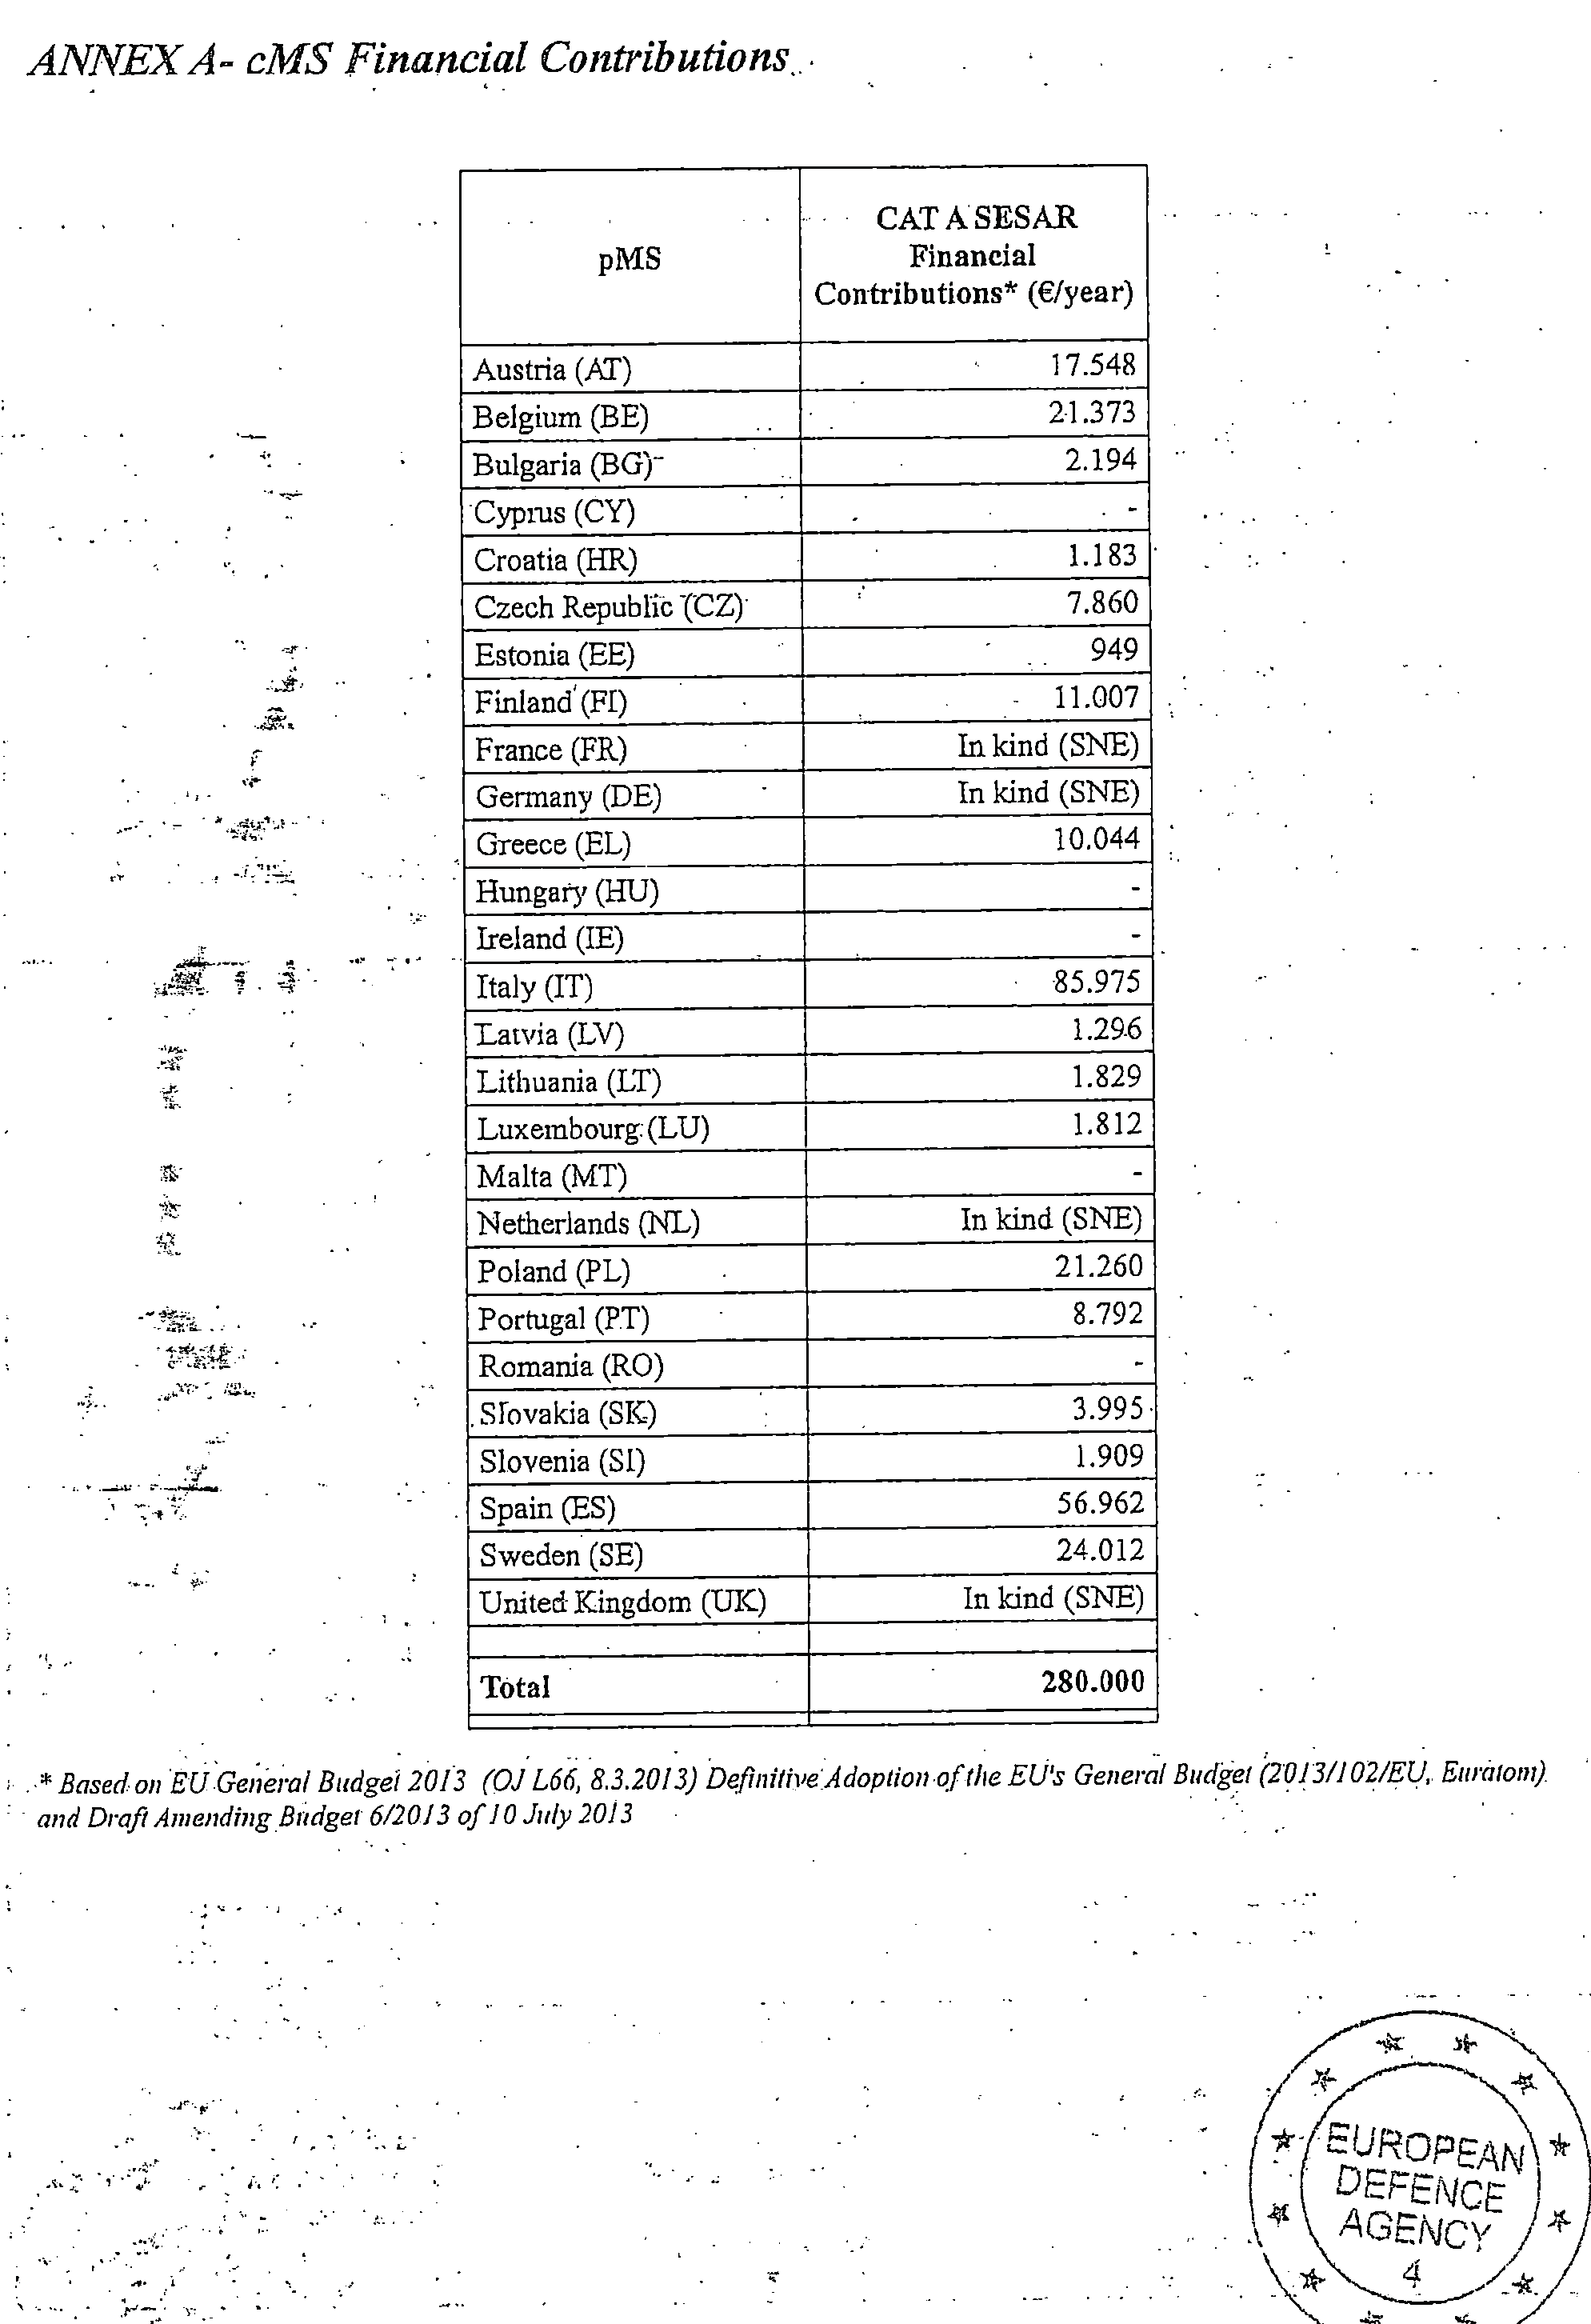 ANNEX A- cMS Financial Contributions
pMS
CAT A SESAR
Financial
Contributions* (€/year)
Austria (AT) 17.548
Belgium (BE) 21.373
Bulgaria (BG) 2.194
Cyprus (CY) -
Croatia (HR) 1.183
Czech Republic (CZ) 7.860
Estonia (EE) 949
Finland (FI) 11.007
France (FR) In kind (SNE)
Germany (DE) In kind (SNE)
Greece (EL) 10.044
Hungary (HU) -
Ireland (IE) -
Italy (IT) 85.975
Latvia (LV) 1.296
Lithuania (LT) 1.829
Luxembourg (LU) 1.812
Malta (MT) -
Netherlands (NL) In kind (SNE)
Poland (PL) 21.260
Portugal (PT) 8.792
Romania (RO) -
Slovakia (SK) 3.995
Slovenia (SI) 1.909
Spain (ES) 56.962
Sweden (SE) 24.012
United Kingdom (UK) In kind (SNE)
Total 280.000
* Based on EU General Budget 2013 (OJ L66, 8.3.2013) Definitive Adoption of the EU's General Budget (2013/102/EU, Euratom)
and Draft Amending Budget 6/2013 of 10 July 2013
EUROPEAN
DEFENCE
AGENCY
4